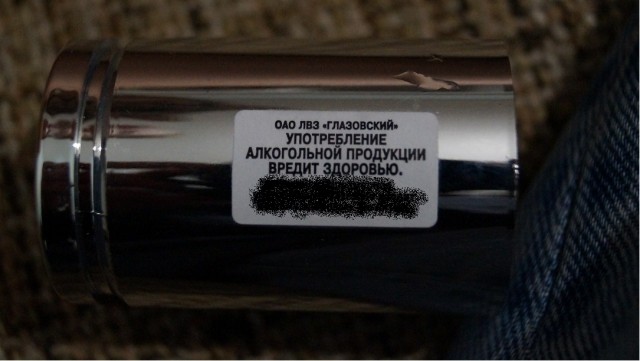 ОАО ЛВЗ «ГЛАЗОВСКИЙ»
УПОТРЕБЛЕНИЕ
АЛКОГОЛЬНОЙ ПРОДУКЦИИ
ВРЕДИТ ЗДОРОВЬЮ.